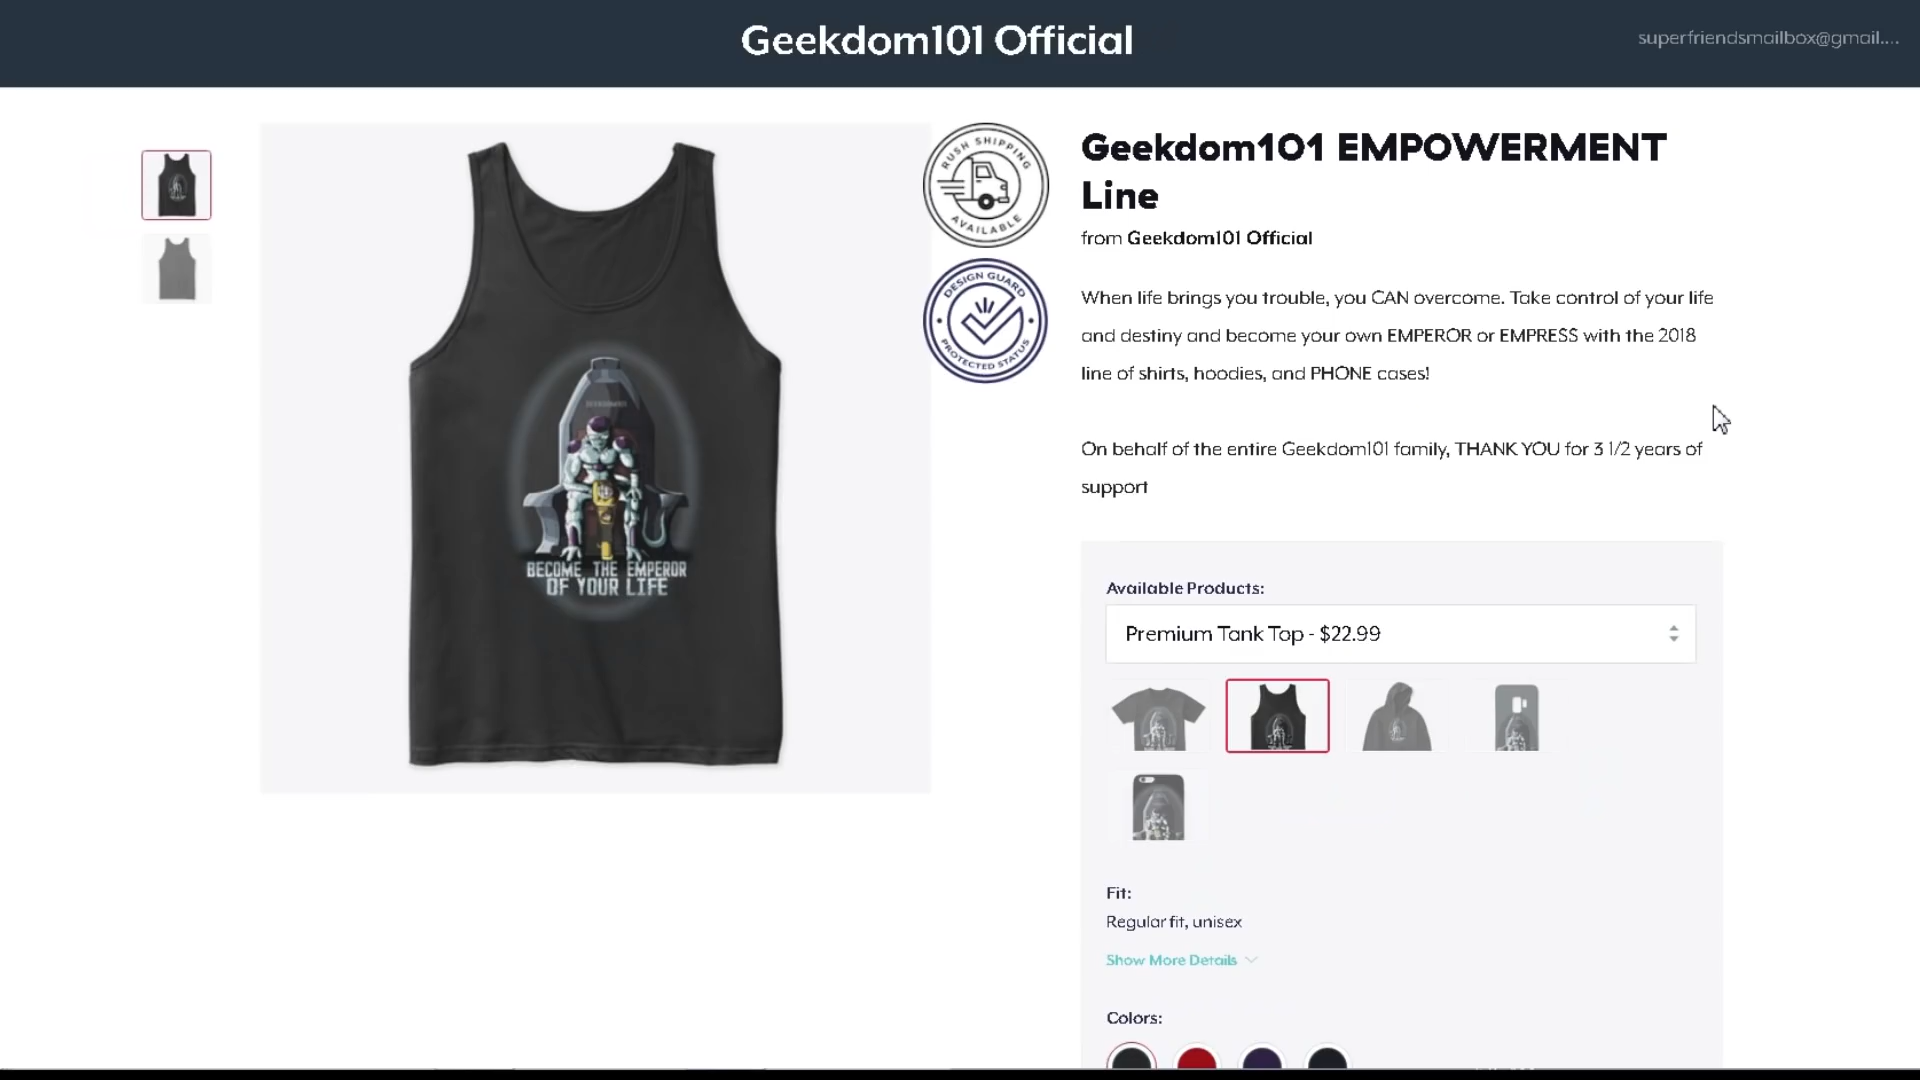 Geekdom101 Official
superfriendsmailbox@gmail....
RUSH SHIPPING
AVAILABLE
DESIGN GUARD
PROTECTED STATUS
GEEKDOM101
BECOME THE EMPEROR
OF YOUR LIFE
Geekdom101 EMPOWERMENT
Line
from Geekdom101 Official
When life brings you trouble, you CAN overcome. Take control of your life
and destiny and become your own EMPEROR or EMPRESS with the 2018
line of shirts, hoodies, and PHONE cases!
On behalf of the entire Geekdom101 family, THANK YOU for 3 1/2 years of
support
Available Products:
Premium Tank Top - $22.99
Fit:
Regular fit, unisex
Show More Details
Colors: